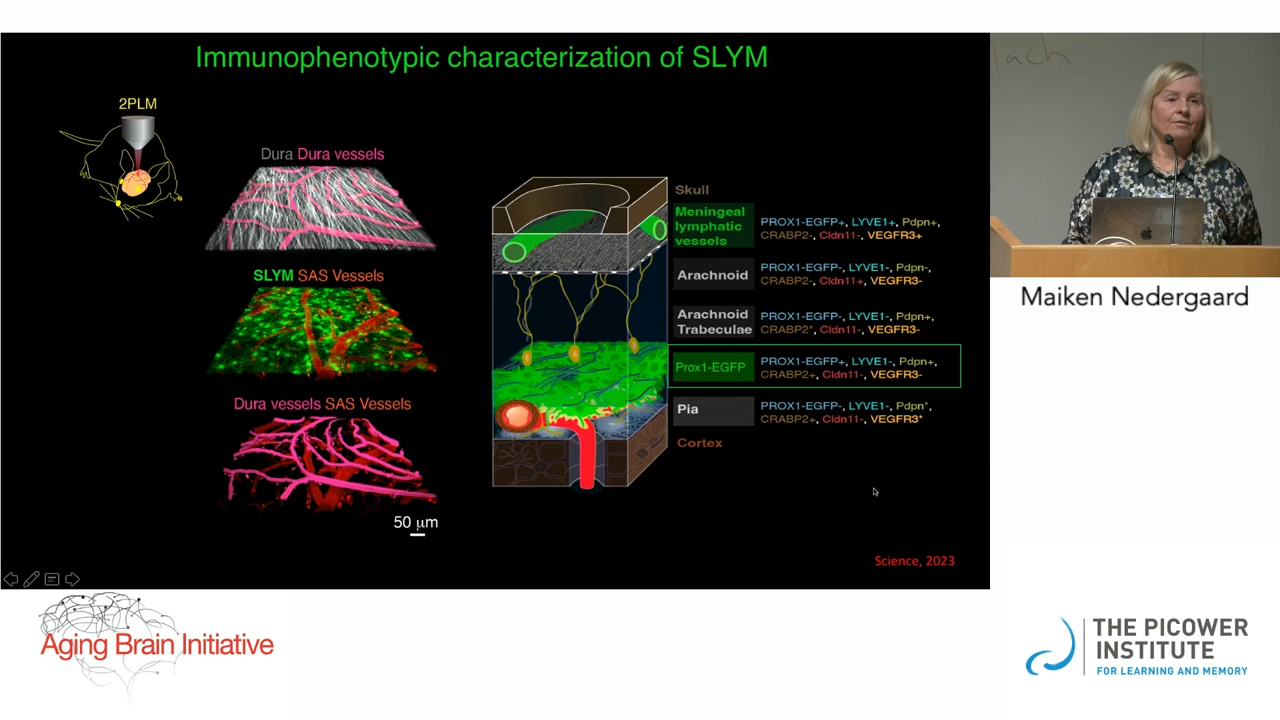 Immunophenotypic characterization of SLYM
2PLM
Dura Dura vessels
SLYM SAS Vessels
Dura vessels SAS Vessels
50 µm
Skull
Meningeal
lymphatic
vessels
PROX1-EGFP+, LYVE1+, Pdpn+,
CRABP2-, Cldn11-, VEGFR3+
Arachnoid
PROX1-EGFP-, LYVE1-, Pdpn-,
CRABP2-, Cldn11+, VEGFR3-
Arachnoid
Trabeculae
PROX1-EGFP-, LYVE1-, Pdpn+,
CRABP2*, Cldn11-, VEGFR3-
Prox1-EGFP
PROX1-EGFP+, LYVE1-, Pdpn+,
CRABP2+, Cldn11-, VEGFR3-
Pia
PROX1-EGFP-, LYVE1-, Pdpn*,
CRABP2+, Cldn11-, VEGFR3*
Cortex
Science, 2023
Maiken Nedergaard
Aging Brain Initiative
THE PICOWER
INSTITUTE
FOR LEARNING AND MEMORY